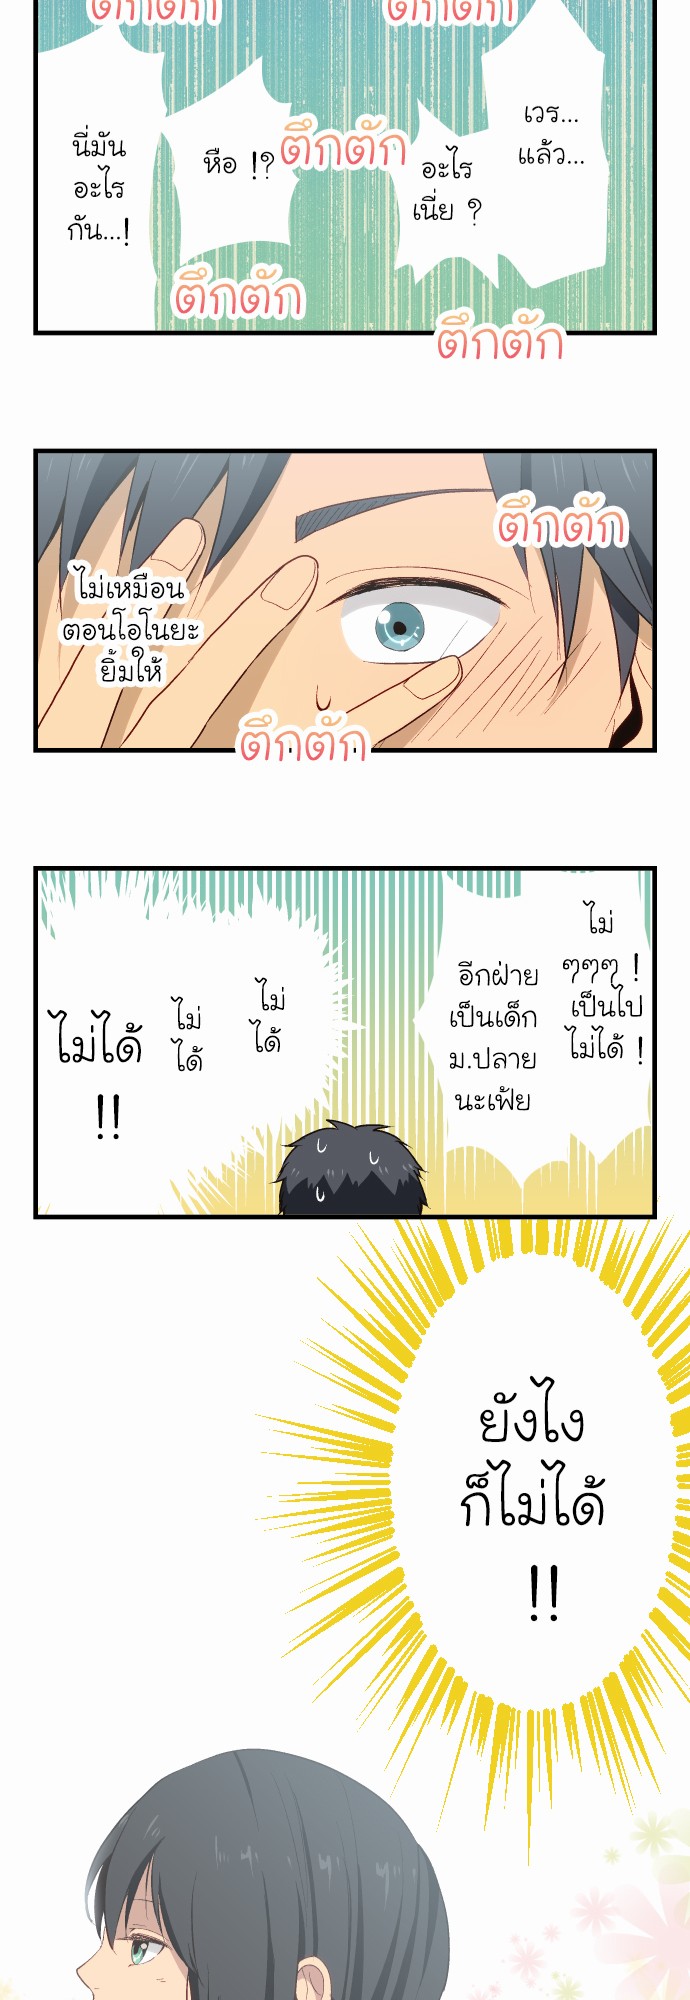 ตึกตัก
ตึกตัก
เวร...
แล้ว...
อะไร
เนี่ย ?
ตึกตัก
หือ !?
นี่มัน
อะไร
กัน...!
ตึกตัก
ตึกตัก
ตึกตัก
ไม่เหมือน
ตอนโอโนยะ
ยิ้มให้
ตึกตัก
ไม่
ๆๆๆ !
เป็นไป
ไม่ได้ !
อีกฝ่าย
เป็นเด็ก
ม.ปลาย
นะเฟ้ย
ไม่
ได้
ไม่
ได้
ไม่ได้
!!
ยังไง
ก็ไม่ได้
!!